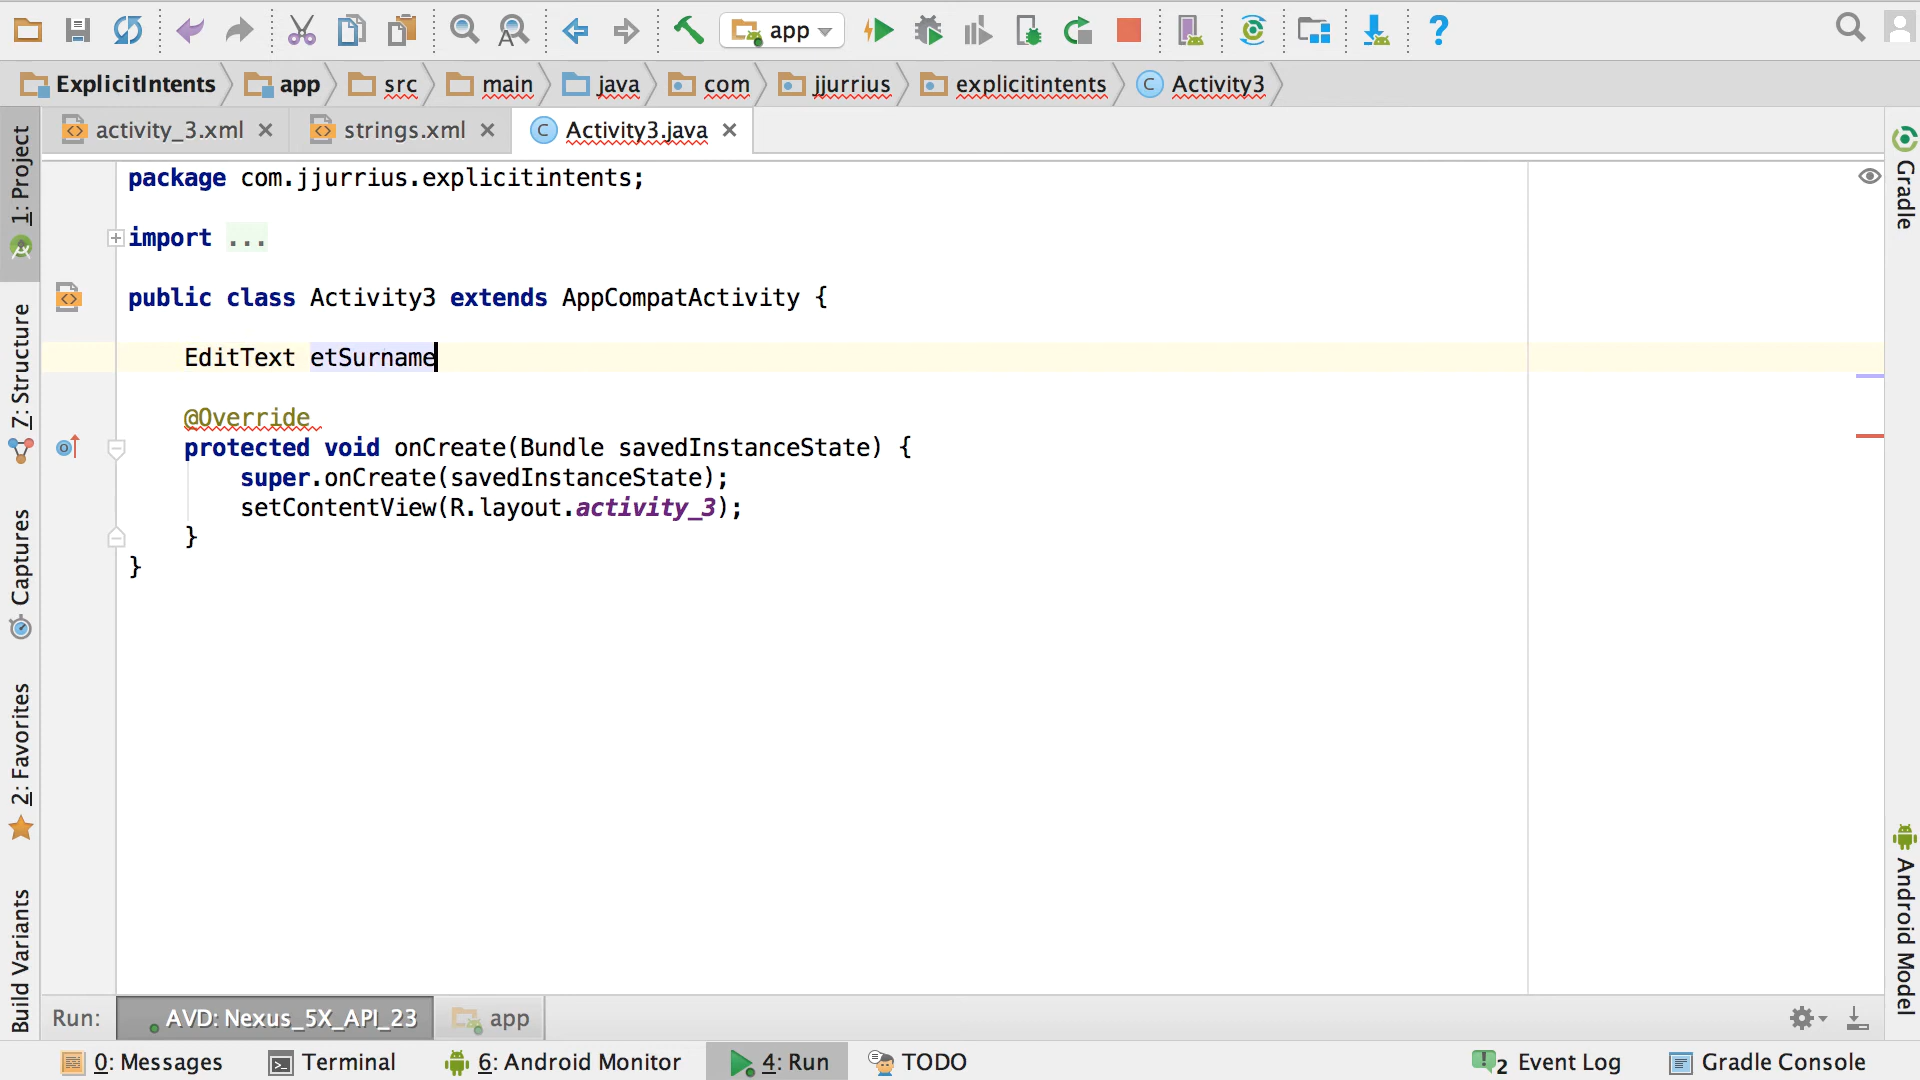 app
ExplicitIntents app src main java com jjurrius explicitintents C Activity3
activity_3.xml strings.xml C Activity3.java
1: Project
7: Structure
Captures
2: Favorites
Build Variants
package com.jjurrius.explicitintents;
import ...
public class Activity3 extends AppCompatActivity {
EditText etSurname
@Override
protected void onCreate(Bundle savedInstanceState) {
super.onCreate(savedInstanceState);
setContentView(R.layout.activity_3);
}
}
Gradle
Android Model
Run: AVD: Nexus_5X_API_23 app
0: Messages Terminal 6: Android Monitor 4: Run TODO 2 Event Log Gradle Console